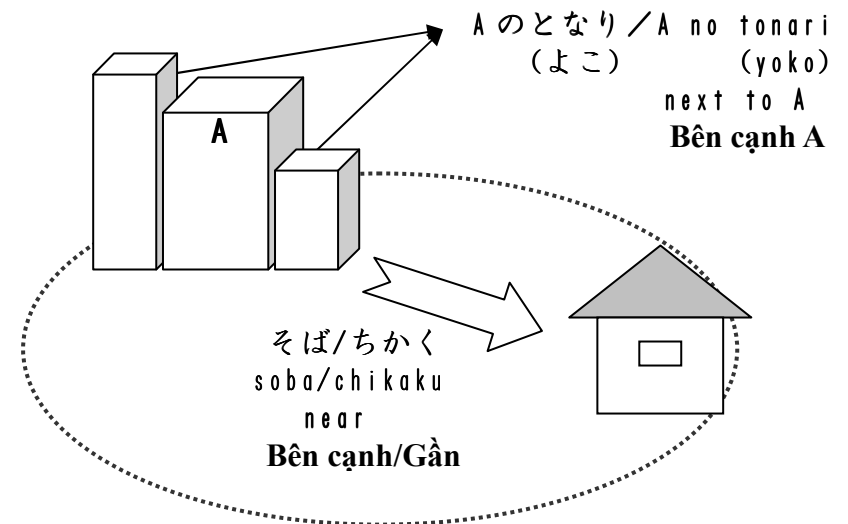 Aのとなり/A no tonari
(よこ) (yoko)
next to A
Bên cạnh A
A
そば/ちかく
soba/chikaku
near
Bên cạnh/Gần